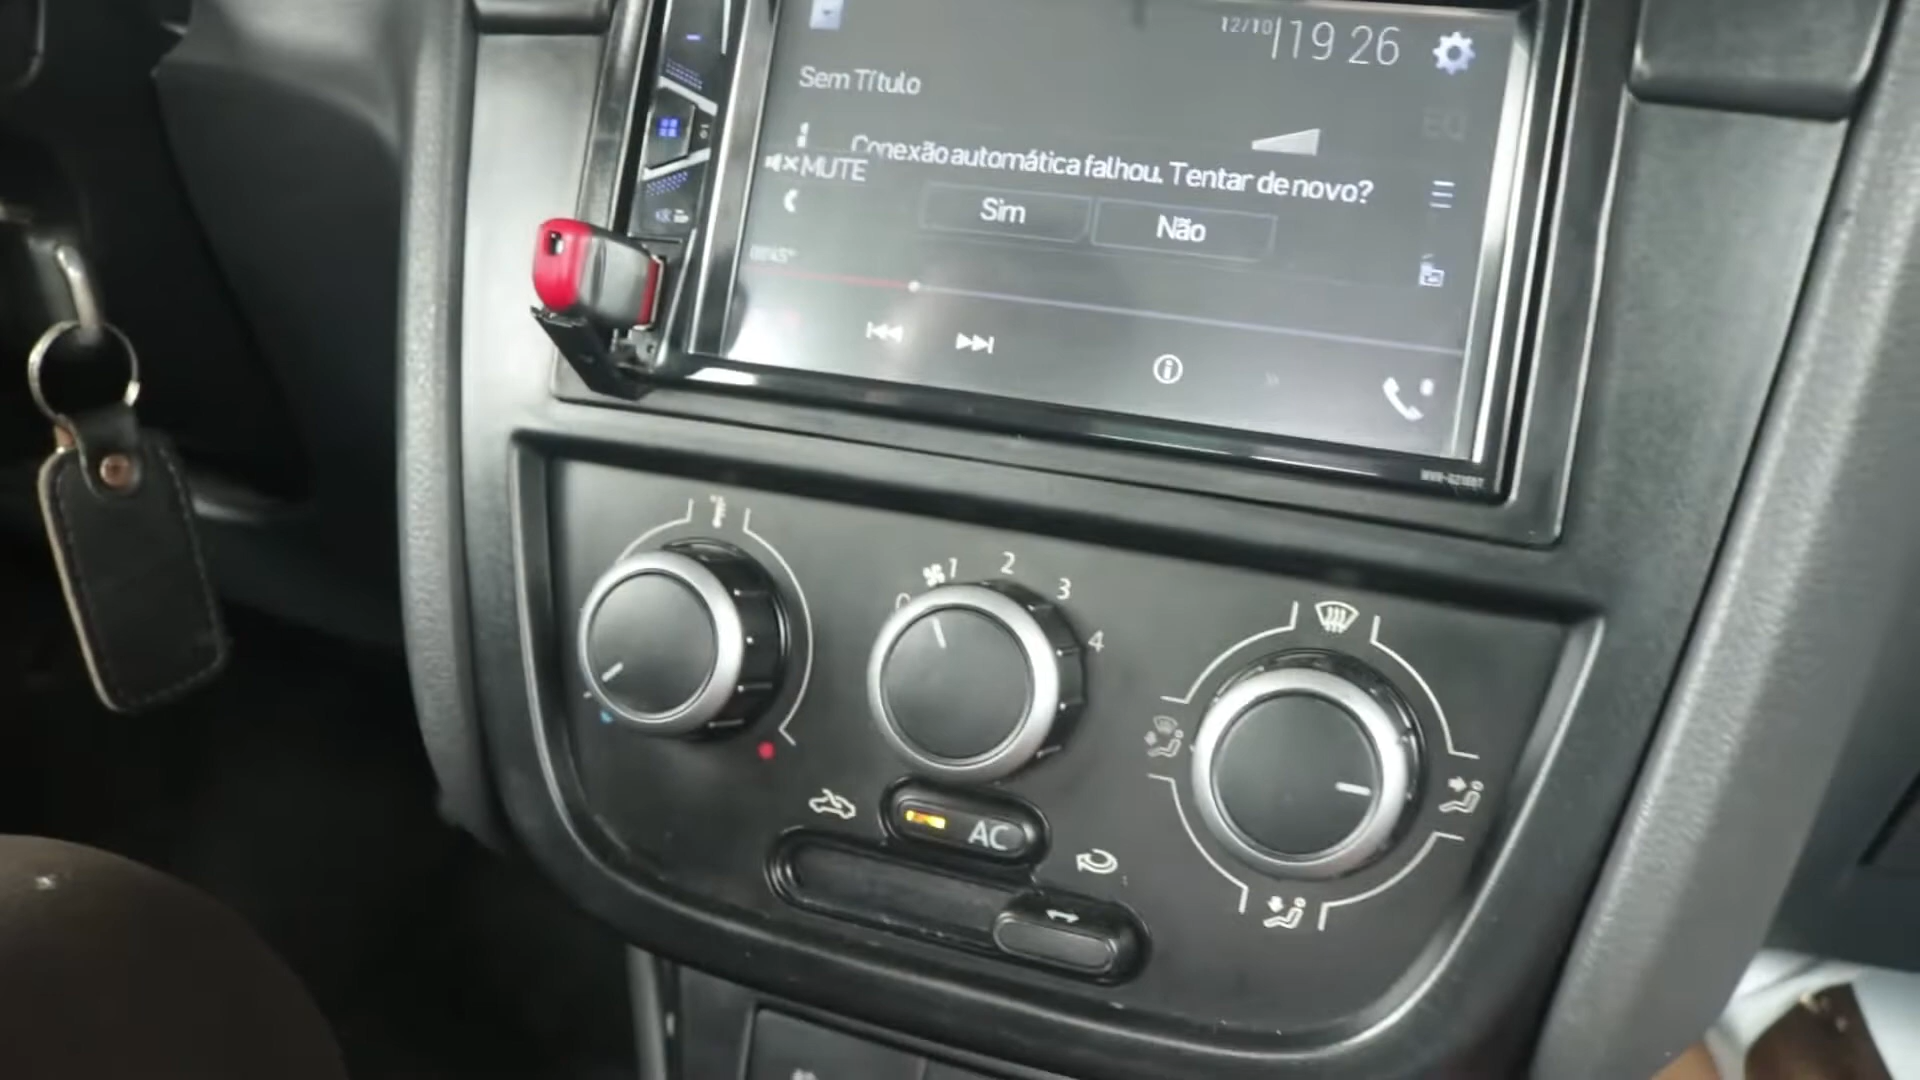 12/10 | 19 26
Sem Título
EQ
Conexão automática falhou. Tentar de novo?
MUTE
Sim
Não
1
2
3
4
0
AC